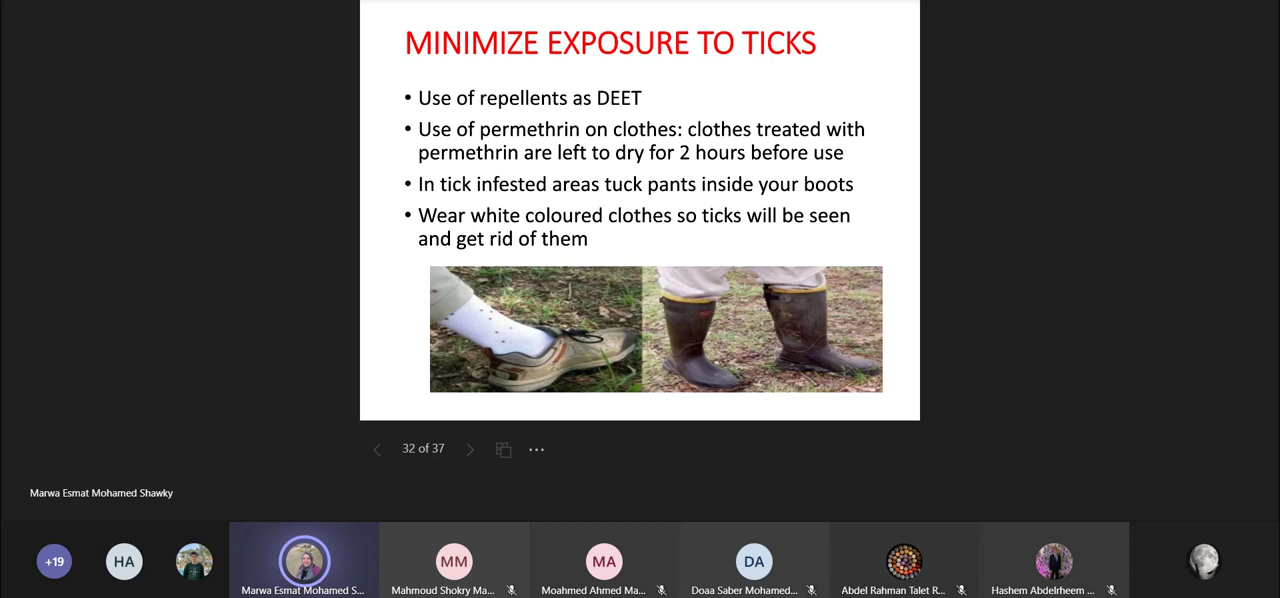 MINIMIZE EXPOSURE TO TICKS
• Use of repellents as DEET
• Use of permethrin on clothes: clothes treated with
permethrin are left to dry for 2 hours before use
• In tick infested areas tuck pants inside your boots
• Wear white coloured clothes so ticks will be seen
and get rid of them
32 of 37
Marwa Esmat Mohamed Shawky
+19
HA
MM
MA
DA
Marwa Esmat Mohamed S...
Mahmoud Shokry Ma...
Moahmed Ahmed Ma...
Doaa Saber Mohamed...
Abdel Rahman Talet R...
Hashem Abdelrheem ...